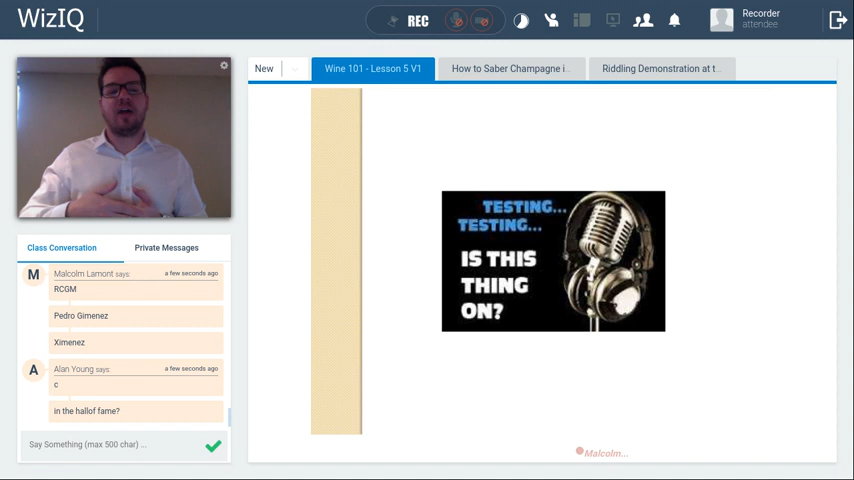 WizIQ
REC
Recorder
attendee
New
Wine 101 - Lesson 5 V1
How to Saber Champagne i...
Riddling Demonstration at t...
TESTING...
TESTING...
IS THIS
THING
ON?
Class Conversation
Private Messages
M
Malcolm Lamont says:
a few seconds ago
RCGM
Pedro Gimenez
Ximenez
A
Alan Young says:
a few seconds ago
c
in the hallof fame?
Say Something (max 500 char) ...
Malcolm...